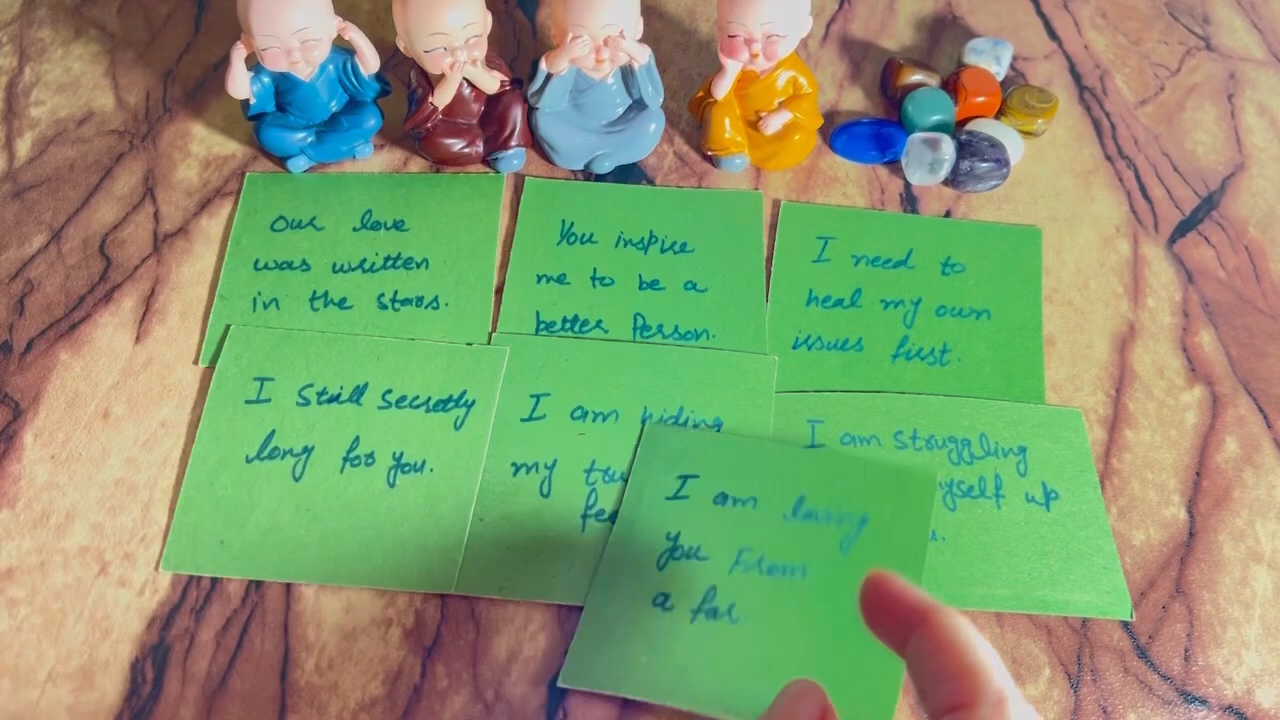 Our love
was written
in the stars.
You inspire
me to be a
better Person.
I need to
heal my own
issues first.
I still secretly
long for you.
I am hiding
my
I am struggling
up
I am loving
you from
a far.